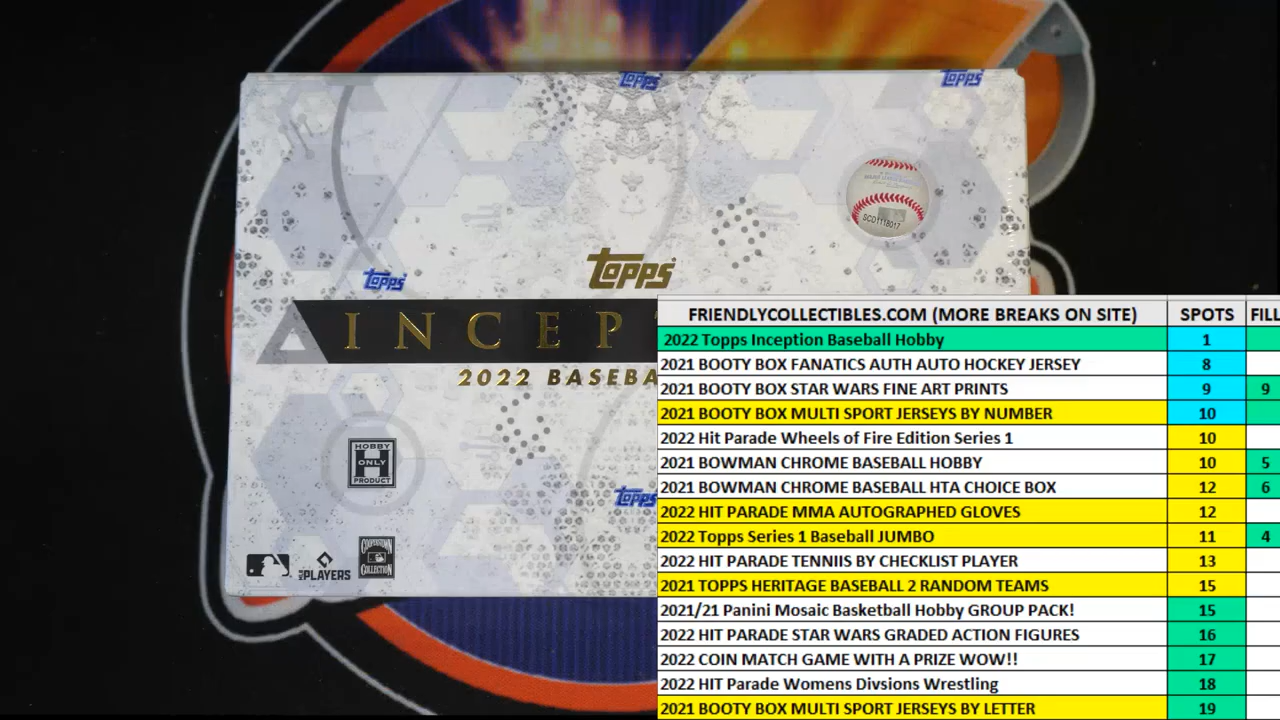 Topps
Topps
SCD1118017
Topps
Topps
INCEP
2022 BASEBA
HOBBY
H
ONLY
PRODUCT
Topps
PLAYERS
COOPERSTOWN
COLLECTION
FRIENDLYCOLLECTIBLES.COM (MORE BREAKS ON SITE) SPOTS FILL
2022 Topps Inception Baseball Hobby 1
2021 BOOTY BOX FANATICS AUTH AUTO HOCKEY JERSEY 8
2021 BOOTY BOX STAR WARS FINE ART PRINTS 9 9
2021 BOOTY BOX MULTI SPORT JERSEYS BY NUMBER 10
2022 Hit Parade Wheels of Fire Edition Series 1 10
2021 BOWMAN CHROME BASEBALL HOBBY 10 5
2021 BOWMAN CHROME BASEBALL HTA CHOICE BOX 12 6
2022 HIT PARADE MMA AUTOGRAPHED GLOVES 12
2022 Topps Series 1 Baseball JUMBO 11 4
2022 HIT PARADE TENNIIS BY CHECKLIST PLAYER 13
2021 TOPPS HERITAGE BASEBALL 2 RANDOM TEAMS 15
2021/21 Panini Mosaic Basketball Hobby GROUP PACK! 15
2022 HIT PARADE STAR WARS GRADED ACTION FIGURES 16
2022 COIN MATCH GAME WITH A PRIZE WOW!! 17
2022 HIT Parade Womens Divsions Wrestling 18
2021 BOOTY BOX MULTI SPORT JERSEYS BY LETTER 19